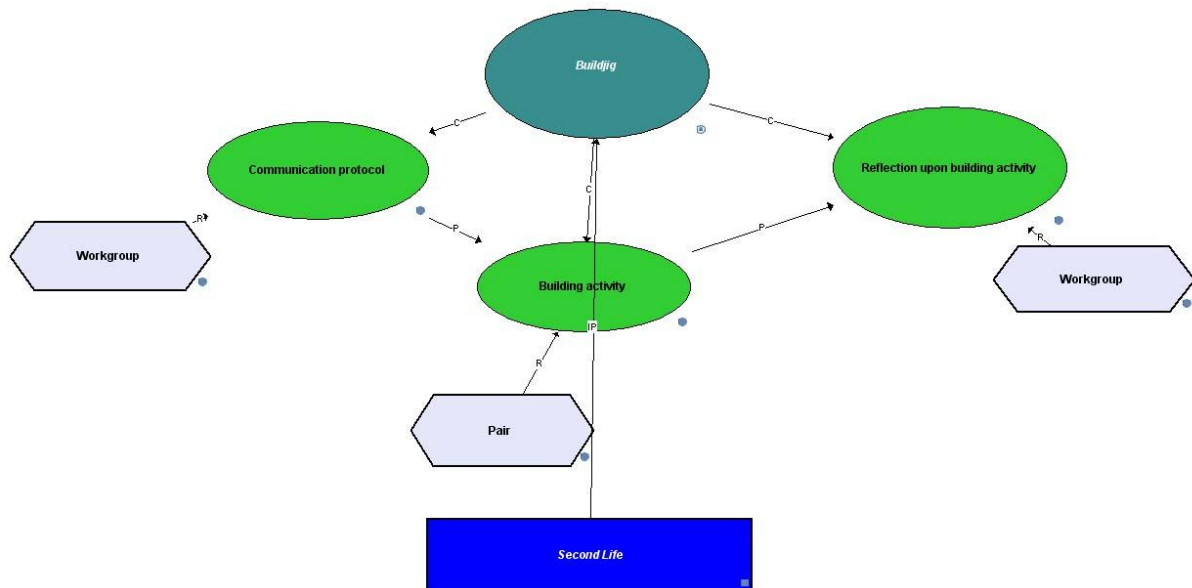 Buildjig
C
C
Communication protocol
Reflection upon building activity
C
R
P
P
R
Workgroup
Building activity
Workgroup
IP
R
Pair
Second Life